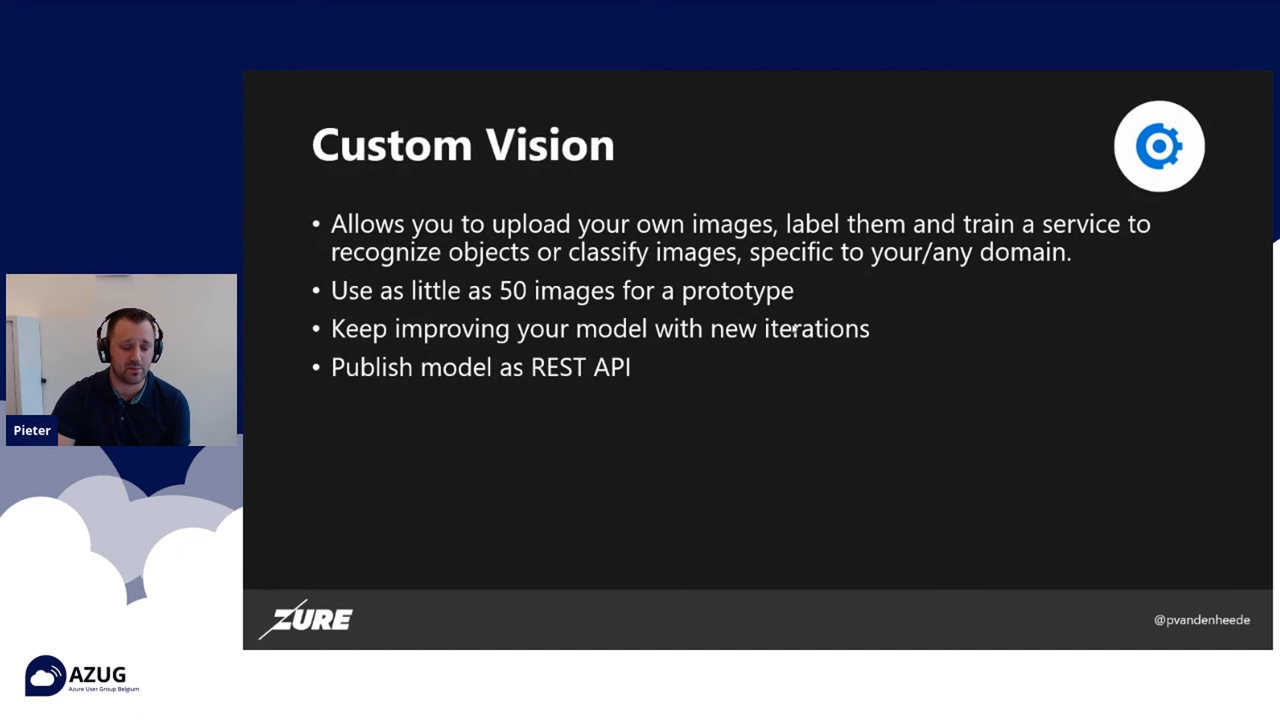 Custom Vision
• Allows you to upload your own images, label them and train a service to
recognize objects or classify images, specific to your/any domain.
• Use as little as 50 images for a prototype
• Keep improving your model with new iterations
• Publish model as REST API
Pieter
ZURE
@pvandenheede
AZUG
Azure User Group Belgium